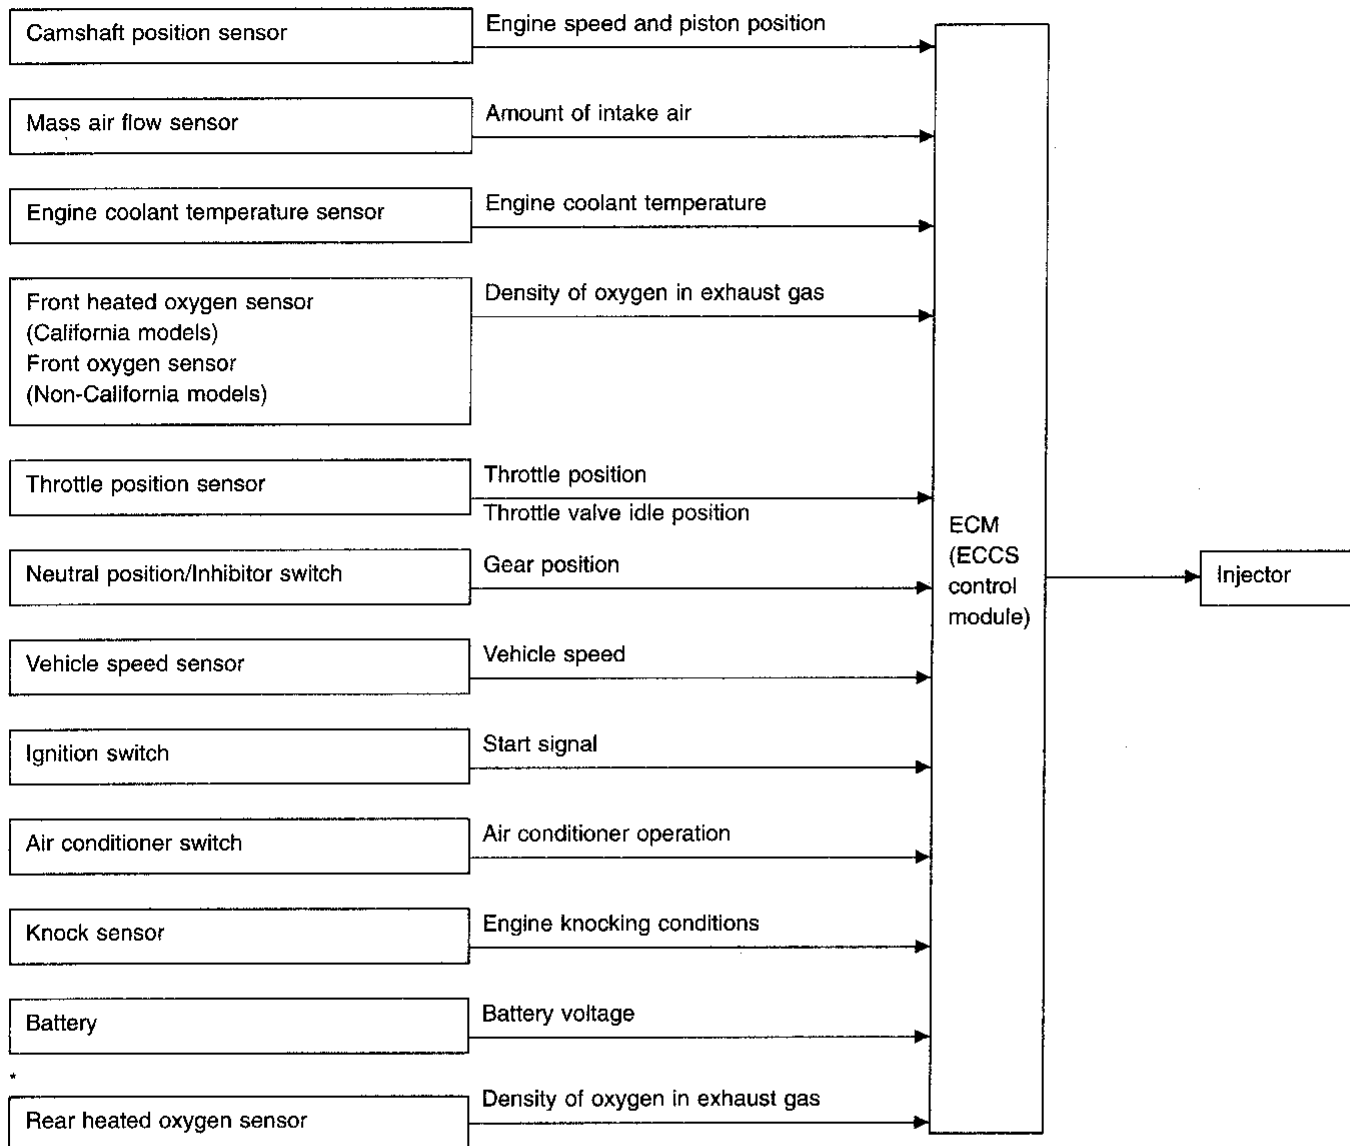 Camshaft position sensor
Engine speed and piston position
Mass air flow sensor
Amount of intake air
Engine coolant temperature sensor
Engine coolant temperature
Front heated oxygen sensor
(California models)
Front oxygen sensor
(Non-California models)
Density of oxygen in exhaust gas
Throttle position sensor
Throttle position
Throttle valve idle position
Neutral position/Inhibitor switch
Gear position
Vehicle speed sensor
Vehicle speed
Ignition switch
Start signal
Air conditioner switch
Air conditioner operation
Knock sensor
Engine knocking conditions
Battery
Battery voltage
*
Rear heated oxygen sensor
Density of oxygen in exhaust gas
ECM
(ECCS
control
module)
Injector